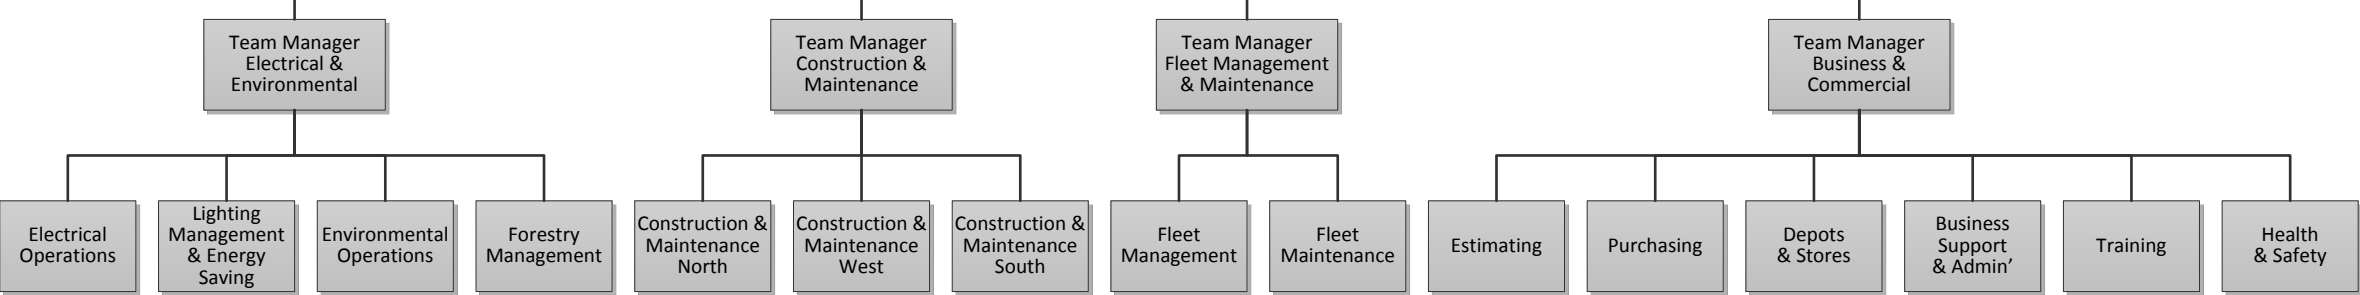 Team Manager
Electrical &
Environmental
Team Manager
Construction &
Maintenance
Team Manager
Fleet Management
& Maintenance
Team Manager
Business &
Commercial
Electrical
Operations
Lighting
Management
& Energy
Saving
Environmental
Operations
Forestry
Management
Construction &
Maintenance
North
Construction &
Maintenance
West
Construction &
Maintenance
South
Fleet
Management
Fleet
Maintenance
Estimating
Purchasing
Depots
& Stores
Business
Support
& Admin’
Training
Health
& Safety